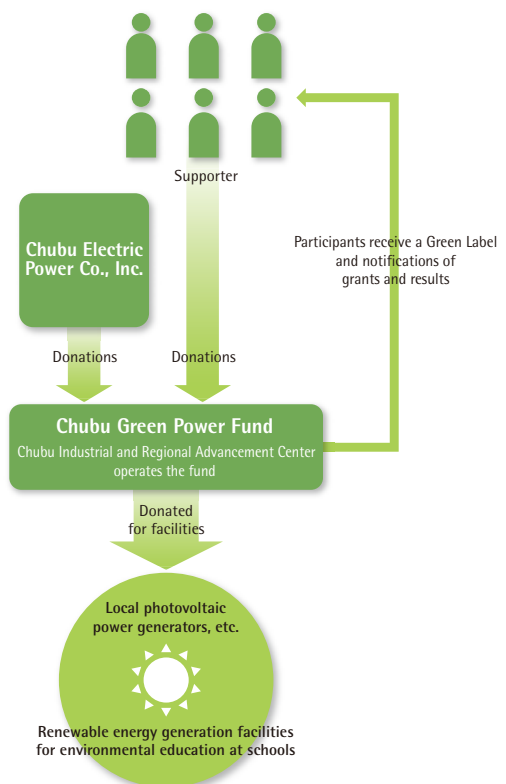 Supporter
Chubu Electric
Power Co., Inc.
Participants receive a Green Label
and notifications of
grants and results
Donations
Donations
Chubu Green Power Fund
Chubu Industrial and Regional Advancement Center
operates the fund
Donated
for facilities
Local photovoltaic
power generators, etc.
Renewable energy generation facilities
for environmental education at schools